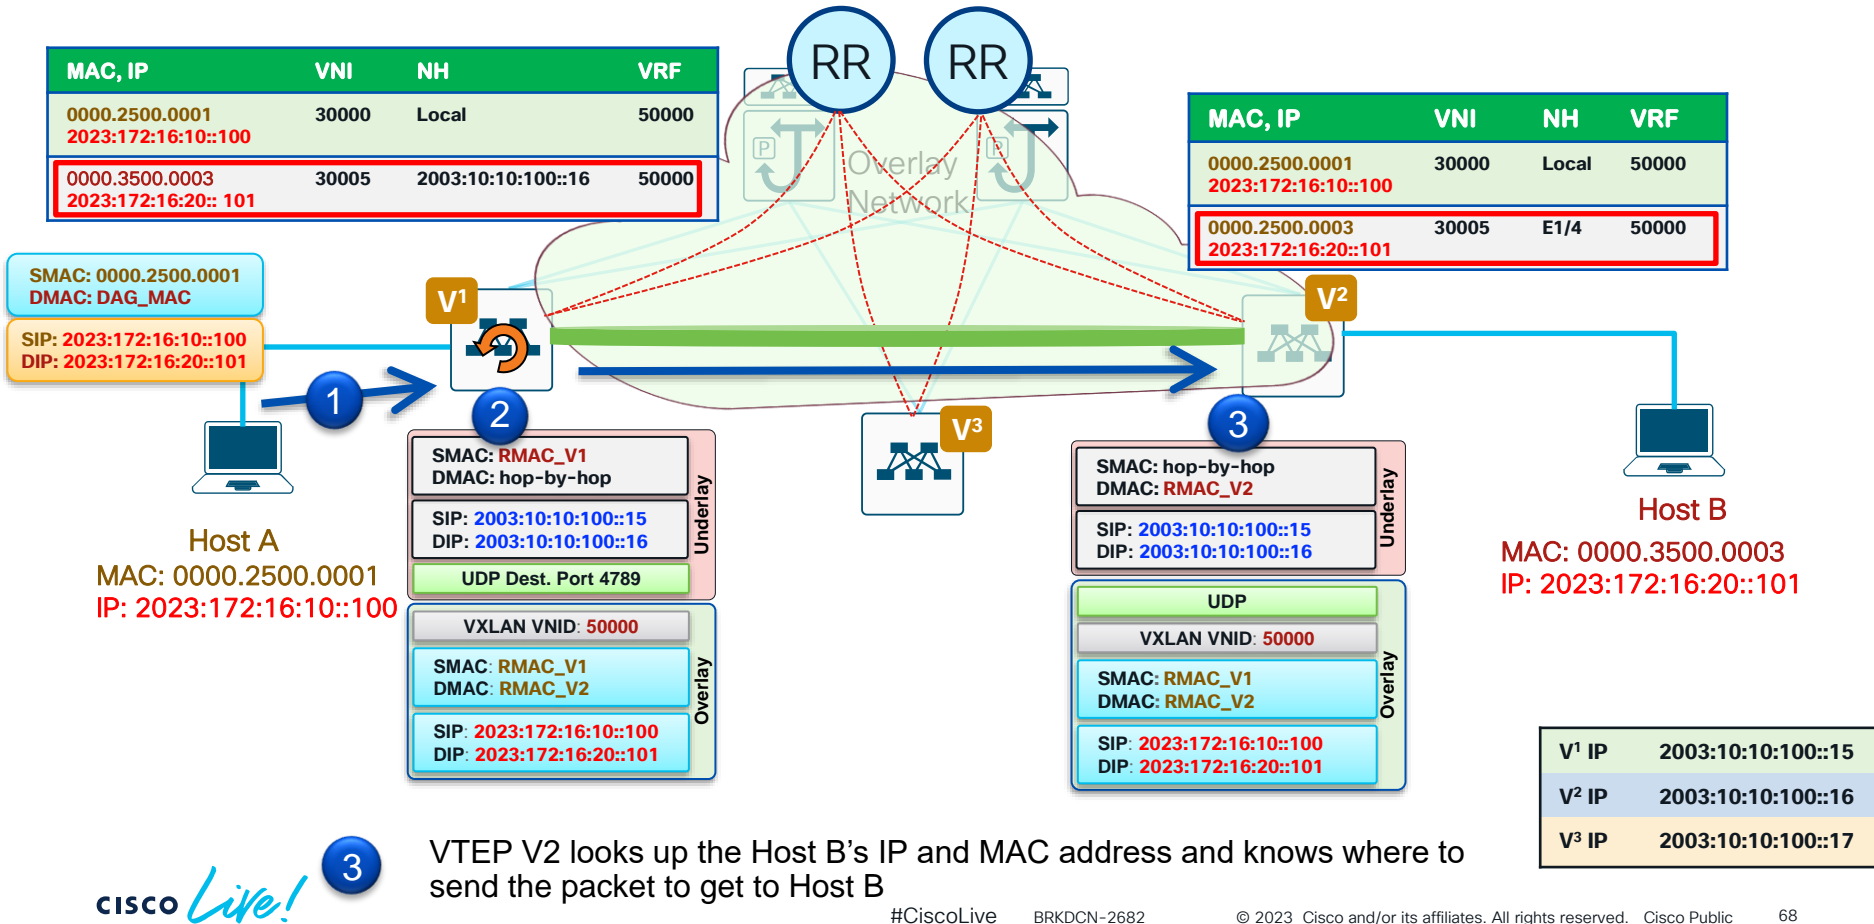 RR
RR
MAC, IP VNI NH VRF
0000.2500.0001 30000 Local 50000
2023:172:16:10::100
0000.3500.0003 30005 2003:10:10:100::16 50000
2023:172:16:20:: 101
MAC, IP VNI NH VRF
0000.2500.0001 30000 Local 50000
2023:172:16:10::100
0000.2500.0003 30005 E1/4 50000
2023:172:16:20::101
P
P
Overlay
Network
SMAC: 0000.2500.0001
DMAC: DAG_MAC
SIP: 2023:172:16:10::100
DIP: 2023:172:16:20::101
V1
V2
V3
1
2
3
Host A
MAC: 0000.2500.0001
IP: 2023:172:16:10::100
SMAC: RMAC_V1
DMAC: hop-by-hop
SIP: 2003:10:10:100::15
DIP: 2003:10:10:100::16
UDP Dest. Port 4789
Underlay
VXLAN VNID: 50000
SMAC: RMAC_V1
DMAC: RMAC_V2
SIP: 2023:172:16:10::100
DIP: 2023:172:16:20::101
Overlay
SMAC: hop-by-hop
DMAC: RMAC_V2
SIP: 2003:10:10:100::15
DIP: 2003:10:10:100::16
Underlay
UDP
VXLAN VNID: 50000
SMAC: RMAC_V1
DMAC: RMAC_V2
SIP: 2023:172:16:10::100
DIP: 2023:172:16:20::101
Overlay
Host B
MAC: 0000.3500.0003
IP: 2023:172:16:20::101
V1 IP 2003:10:10:100::15
V2 IP 2003:10:10:100::16
V3 IP 2003:10:10:100::17
3
VTEP V2 looks up the Host B’s IP and MAC address and knows where to
send the packet to get to Host B
CISCO Live!
#CiscoLive BRKDCN-2682 © 2023 Cisco and/or its affiliates. All rights reserved. Cisco Public 68